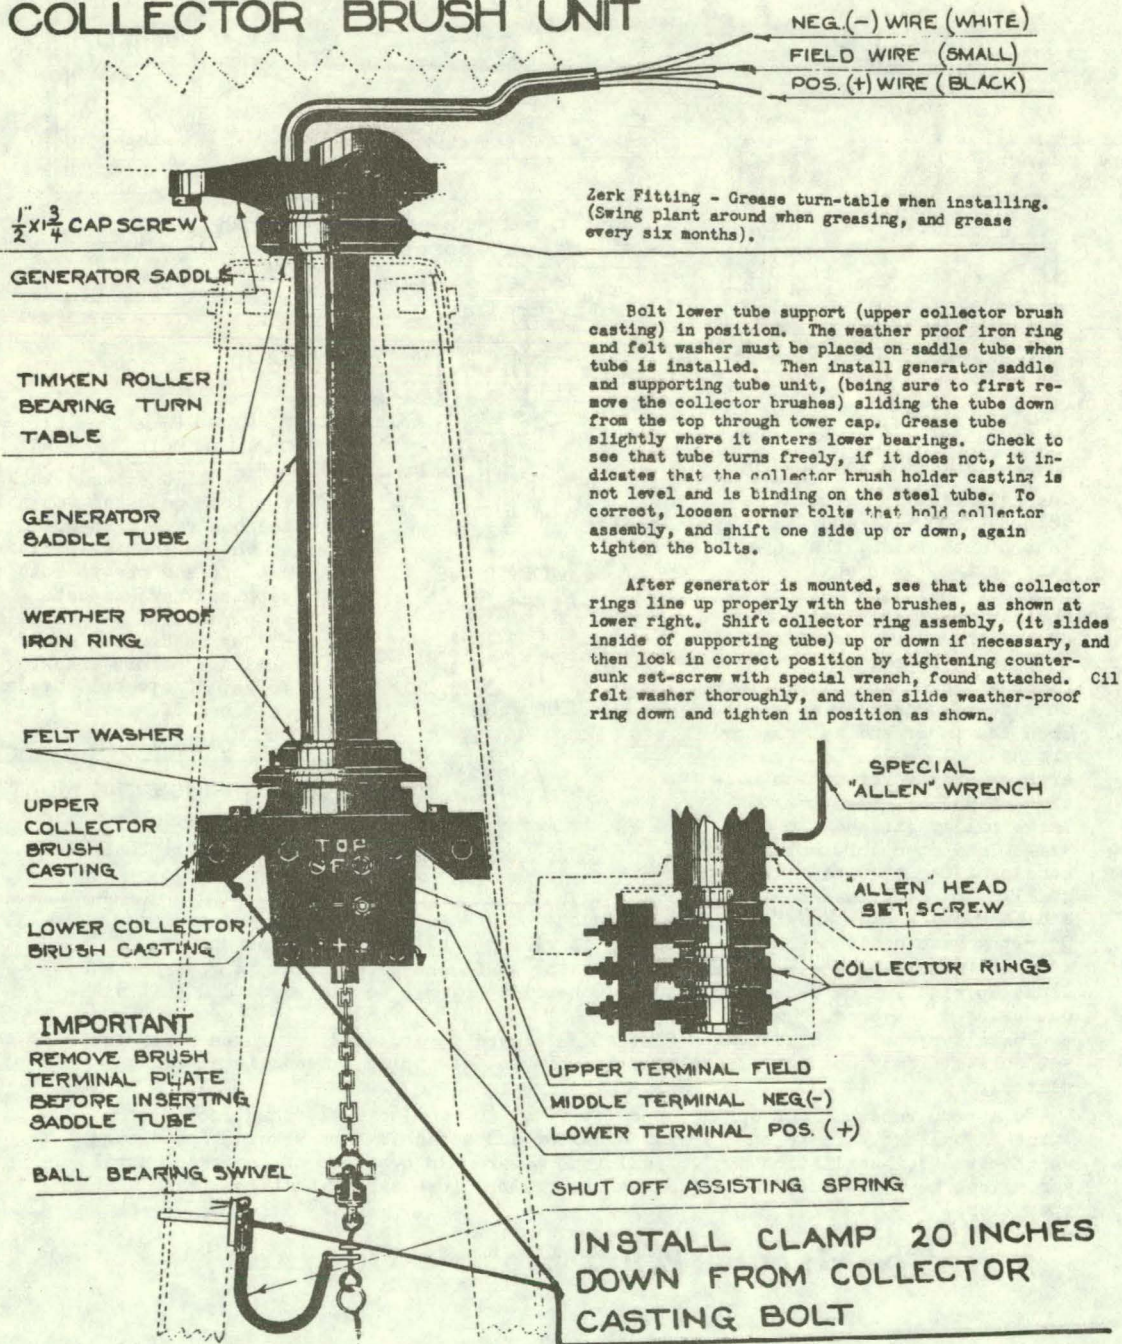 COLLECTOR BRUSH UNIT
NEG.(-) WIRE (WHITE)
FIELD WIRE (SMALL)
POS.(+) WIRE (BLACK)
1/2"x1 3/4 CAP SCREW
GENERATOR SADDLE
TIMKEN ROLLER
BEARING TURN
TABLE
GENERATOR
SADDLE TUBE
WEATHER PROOF
IRON RING
FELT WASHER
UPPER
COLLECTOR
BRUSH
CASTING
LOWER COLLECTOR
BRUSH CASTING
IMPORTANT
REMOVE BRUSH
TERMINAL PLATE
BEFORE INSERTING
SADDLE TUBE
BALL BEARING SWIVEL
TOP
Zerk Fitting - Grease turn-table when installing.
(Swing plant around when greasing, and grease
every six months).
Bolt lower tube support (upper collector brush
casting) in position. The weather proof iron ring
and felt washer must be placed on saddle tube when
tube is installed. Then install generator saddle
and supporting tube unit, (being sure to first re-
move the collector brushes) sliding the tube down
from the top through tower cap. Grease tube
slightly where it enters lower bearings. Check to
see that tube turns freely, if it does not, it in-
dicates that the collector brush holder casting is
not level and is binding on the steel tube. To
correct, loosen corner bolts that hold collector
assembly, and shift one side up or down, again
tighten the bolts.
After generator is mounted, see that the collector
rings line up properly with the brushes, as shown at
lower right. Shift collector ring assembly, (it slides
inside of supporting tube) up or down if necessary, and
then lock in correct position by tightening counter-
sunk set-screw with special wrench, found attached. Oil
felt washer thoroughly, and then slide weather-proof
ring down and tighten in position as shown.
SPECIAL
"ALLEN" WRENCH
"ALLEN" HEAD
SET SCREW
COLLECTOR RINGS
UPPER TERMINAL FIELD
MIDDLE TERMINAL NEG(-)
LOWER TERMINAL POS. (+)
SHUT OFF ASSISTING SPRING
INSTALL CLAMP 20 INCHES
DOWN FROM COLLECTOR
CASTING BOLT